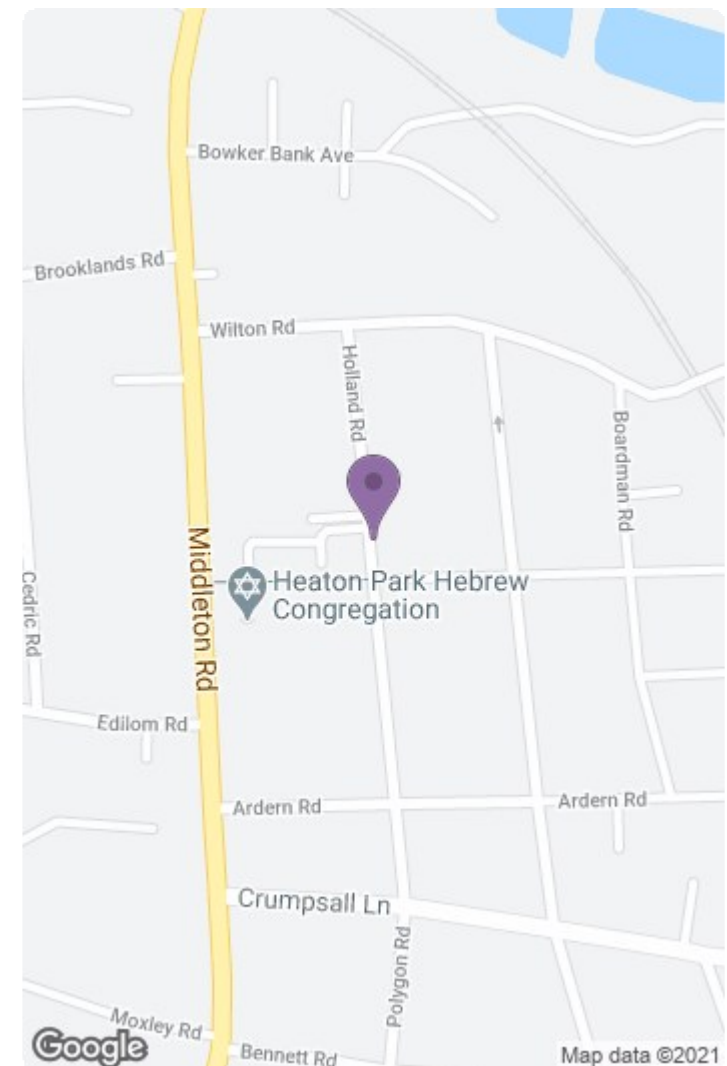 Bowker Bank Ave
Brooklands Rd
Wilton Rd
Holland Rd
Boardman Rd
Middleton Rd
Heaton Park Hebrew
Congregation
Cedric Rd
Edilom Rd
Ardern Rd
Ardern Rd
Crumpsall Ln
Polygon Rd
Moxley Rd
Bennett Rd
Google
Map data ©2021